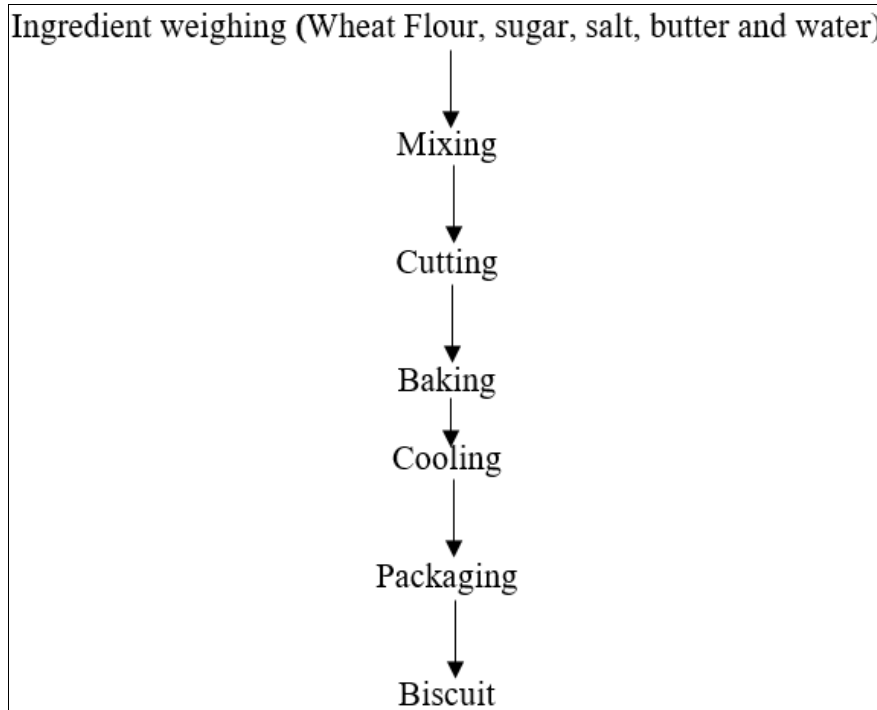 Ingredient weighing (Wheat Flour, sugar, salt, butter and water)
Mixing
Cutting
Baking
Cooling
Packaging
Biscuit